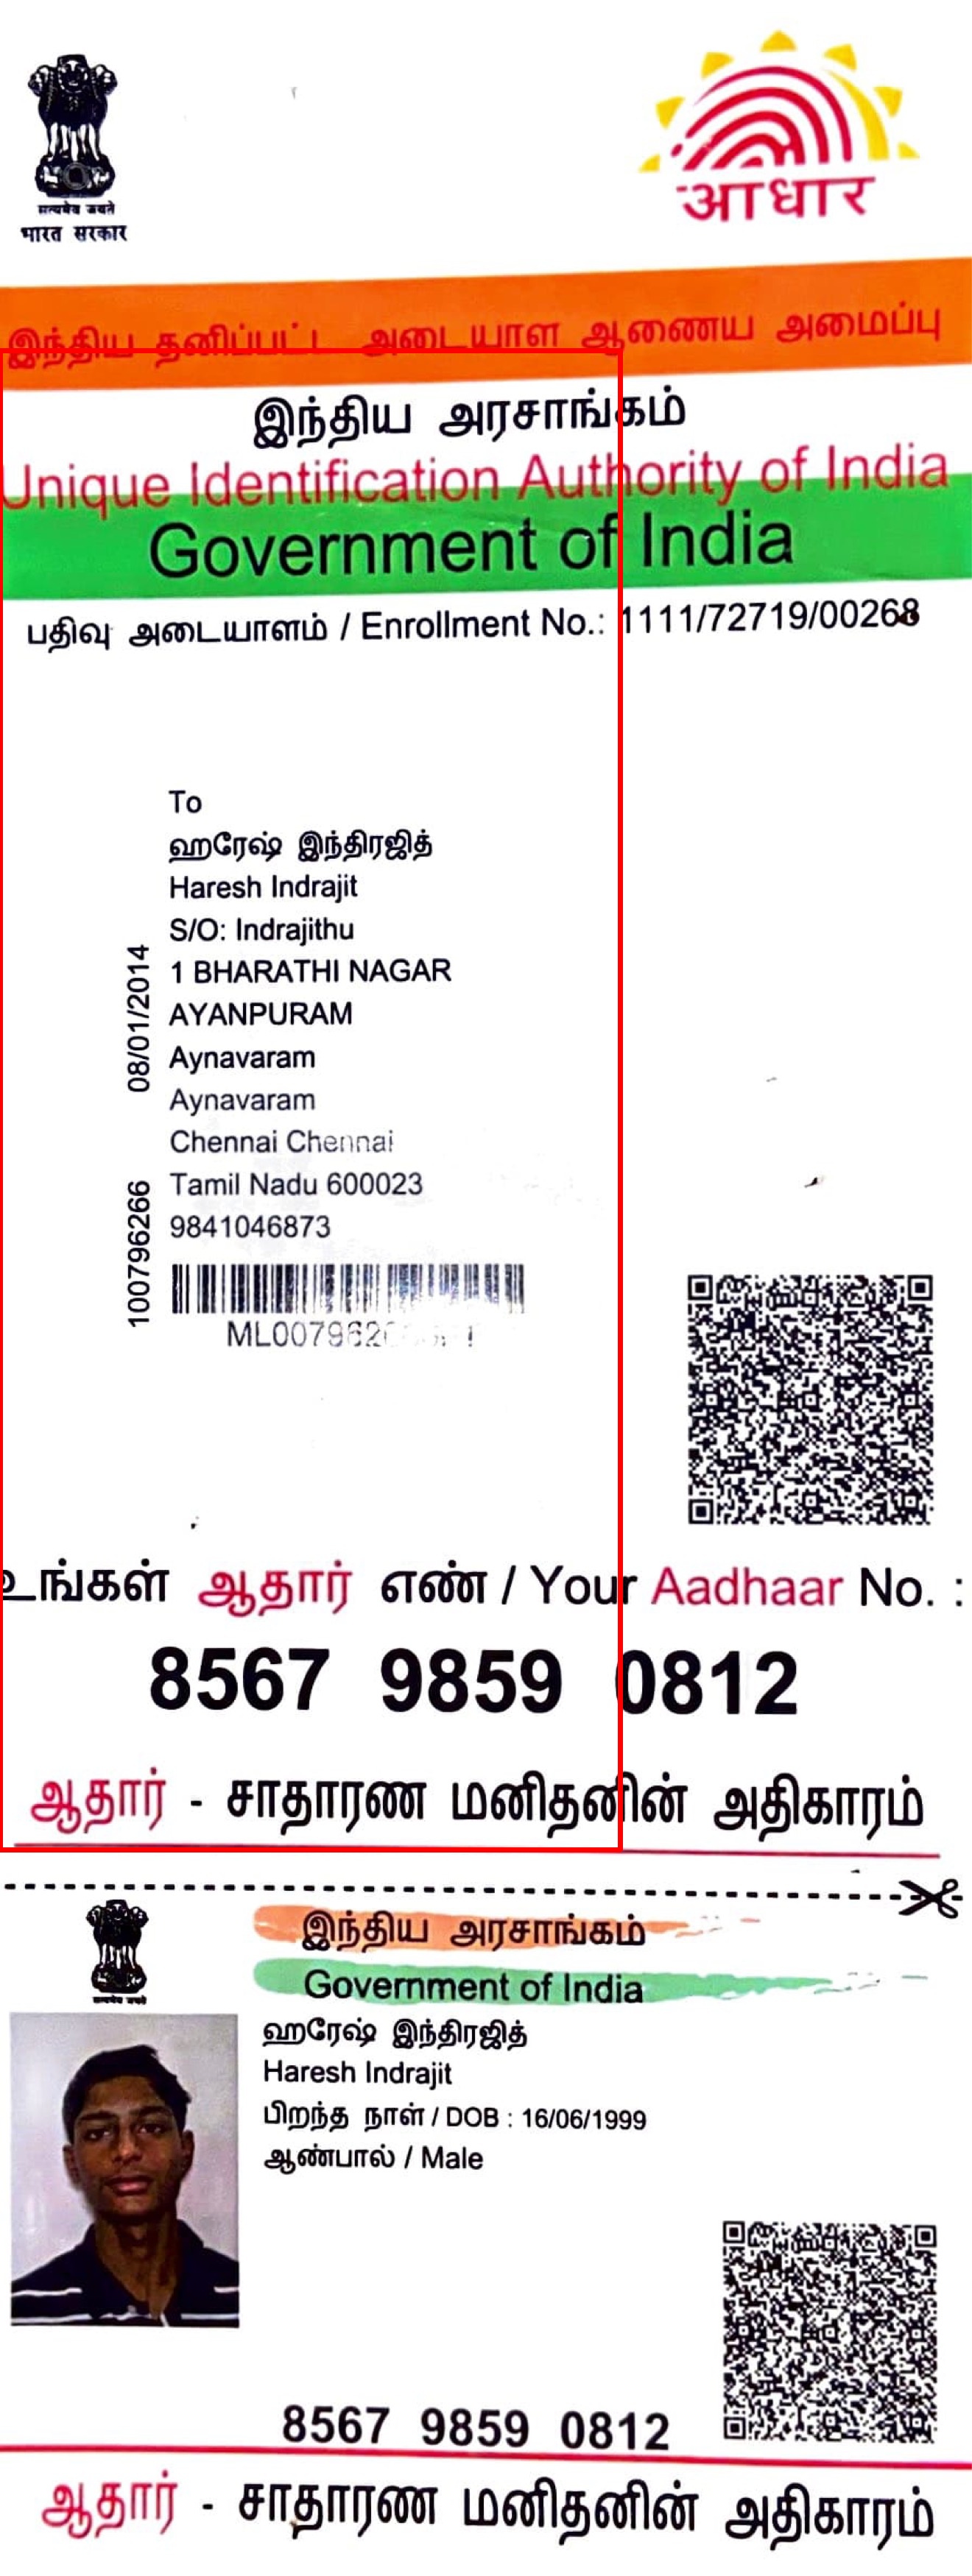 सत्यमेव जयते
भारत सरकार
आधार
இந்திய தனிப்பட்ட அடையாள ஆணைய அமைப்பு
இந்திய அரசாங்கம்
Unique Identification Authority of India
Government of India
பதிவு அடையாளம் / Enrollment No.: 1111/72719/00268
To
ஹரேஷ் இந்திரஜித்
Haresh Indrajit
S/O: Indrajithu
1 BHARATHI NAGAR
AYANPURAM
Aynavaram
Aynavaram
Chennai Chennai
Tamil Nadu 600023
9841046873
08/01/2014
100796266
உங்கள் ஆதார் எண் / Your Aadhaar No. :
8567 9859 0812
ஆதார் - சாதாரண மனிதனின் அதிகாரம்
இந்திய அரசாங்கம்
Government of India
ஹரேஷ் இந்திரஜித்
Haresh Indrajit
பிறந்த நாள் / DOB : 16/06/1999
ஆண்பால் / Male
8567 9859 0812
ஆதார் - சாதாரண மனிதனின் அதிகாரம்